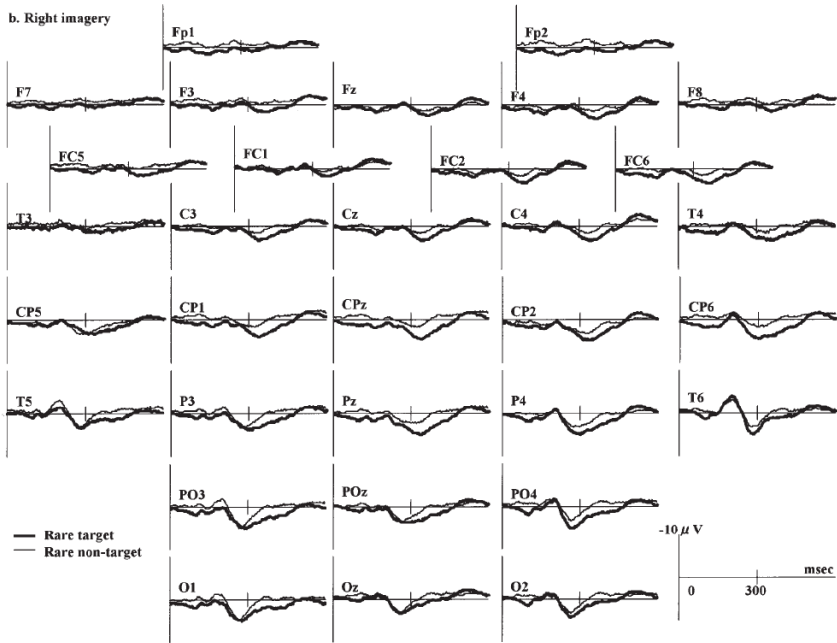 b. Right imagery
Fp1 Fp2
F7 F3 Fz F4 F8
FC5 FC1 FC2 FC6
T3 C3 Cz C4 T4
CP5 CP1 CPz CP2 CP6
T5 P3 Pz P4 T6
PO3 POz PO4
-10 μ V
Rare target
Rare non-target
msec
O1 Oz O2
0 300